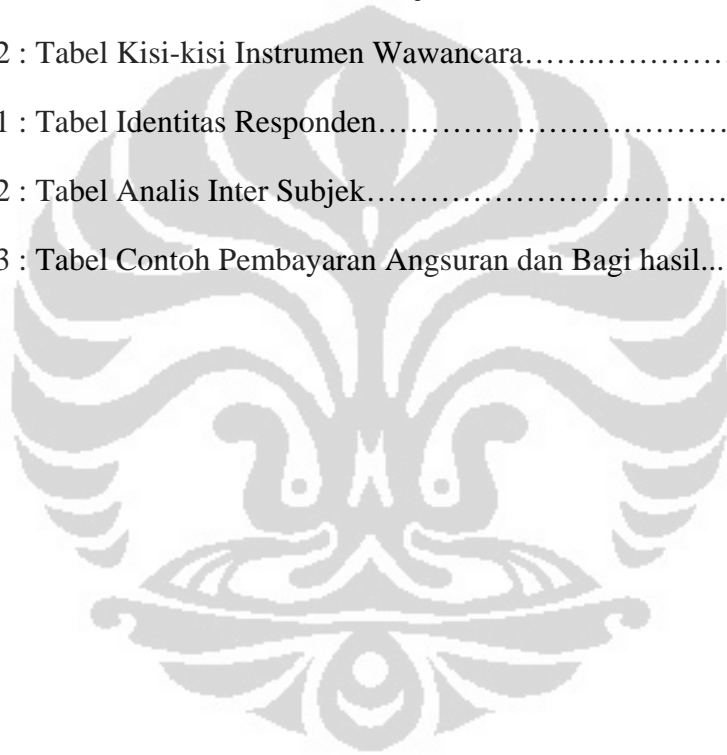 2 : Tabel Kisi-kisi Instrumen Wawancara…….……………
1 : Tabel Identitas Responden……………………………
2 : Tabel Analis Inter Subjek……………………………
3 : Tabel Contoh Pembayaran Angsuran dan Bagi hasil...